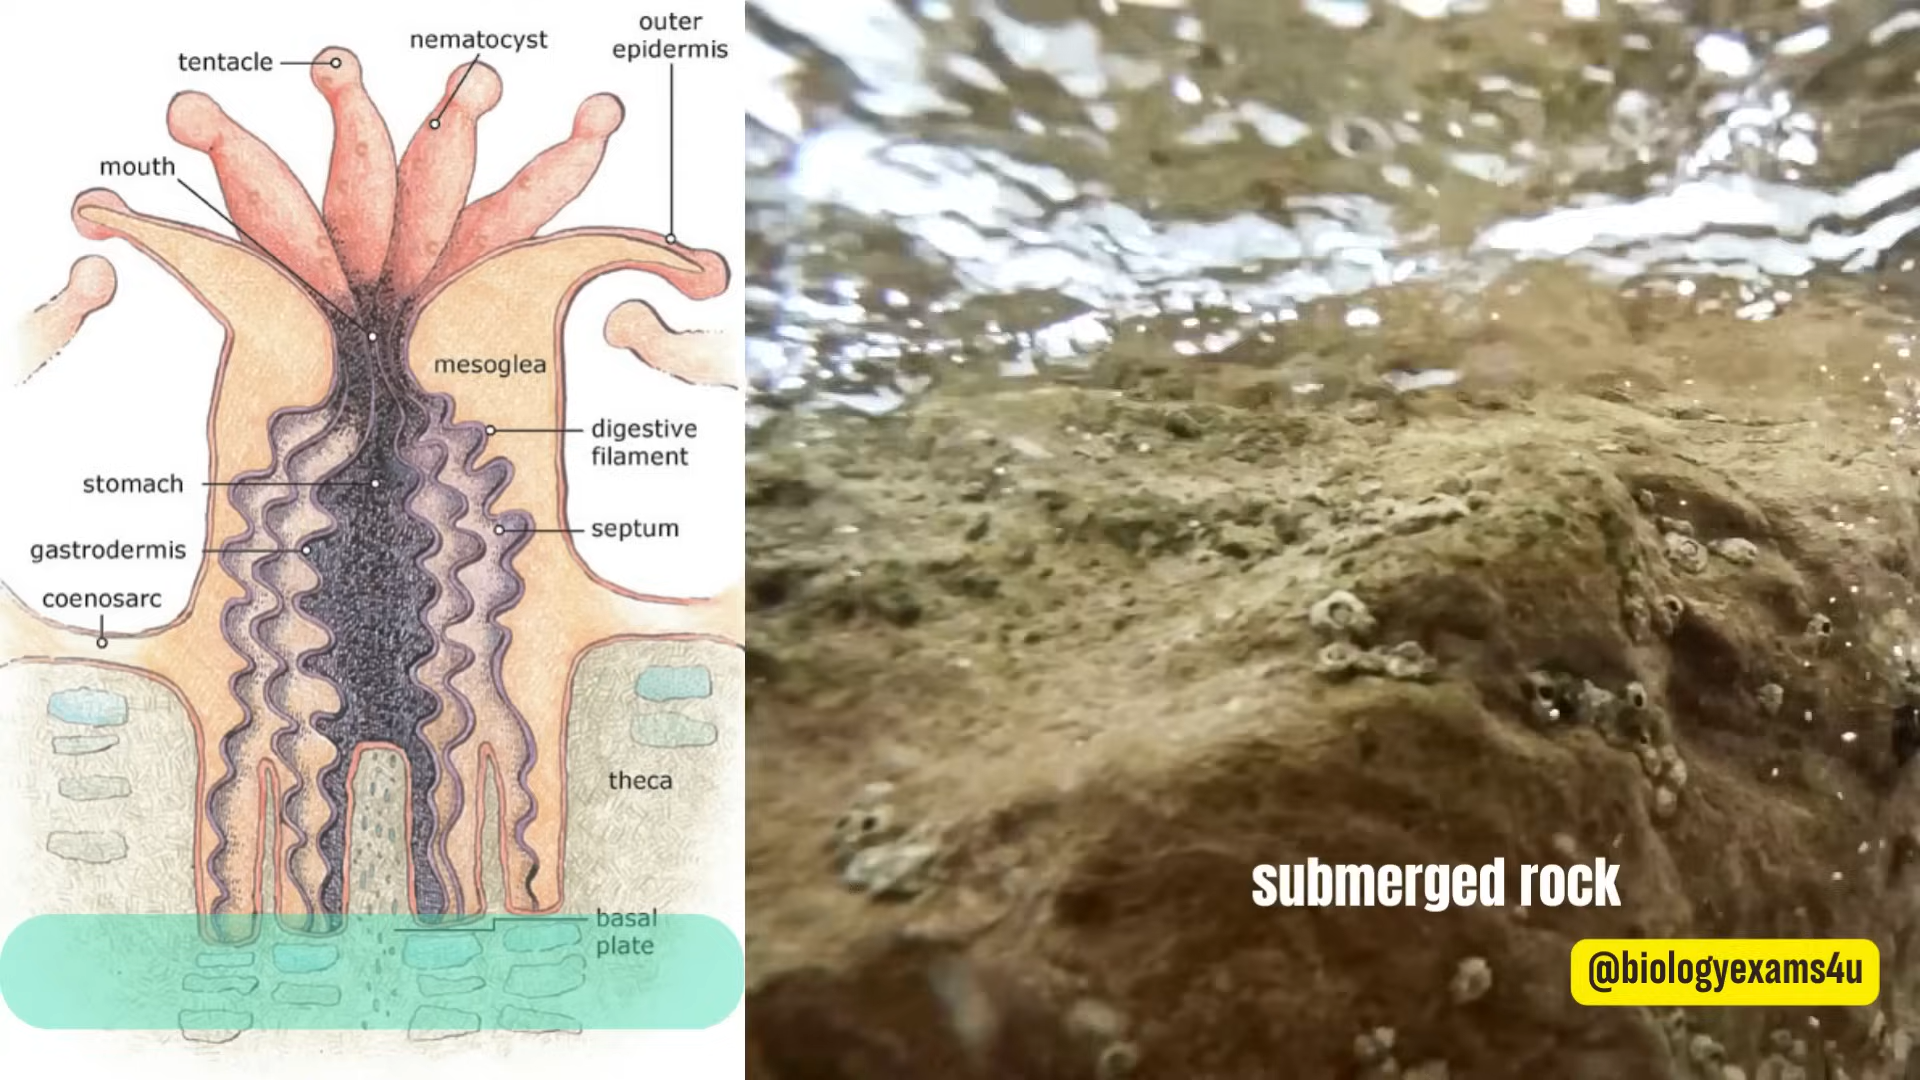 outer
epidermis
nematocyst
tentacle
mouth
mesoglea
digestive
filament
stomach
septum
gastrodermis
coenosarc
theca
basal
plate
submerged rock
@biologyexams4u